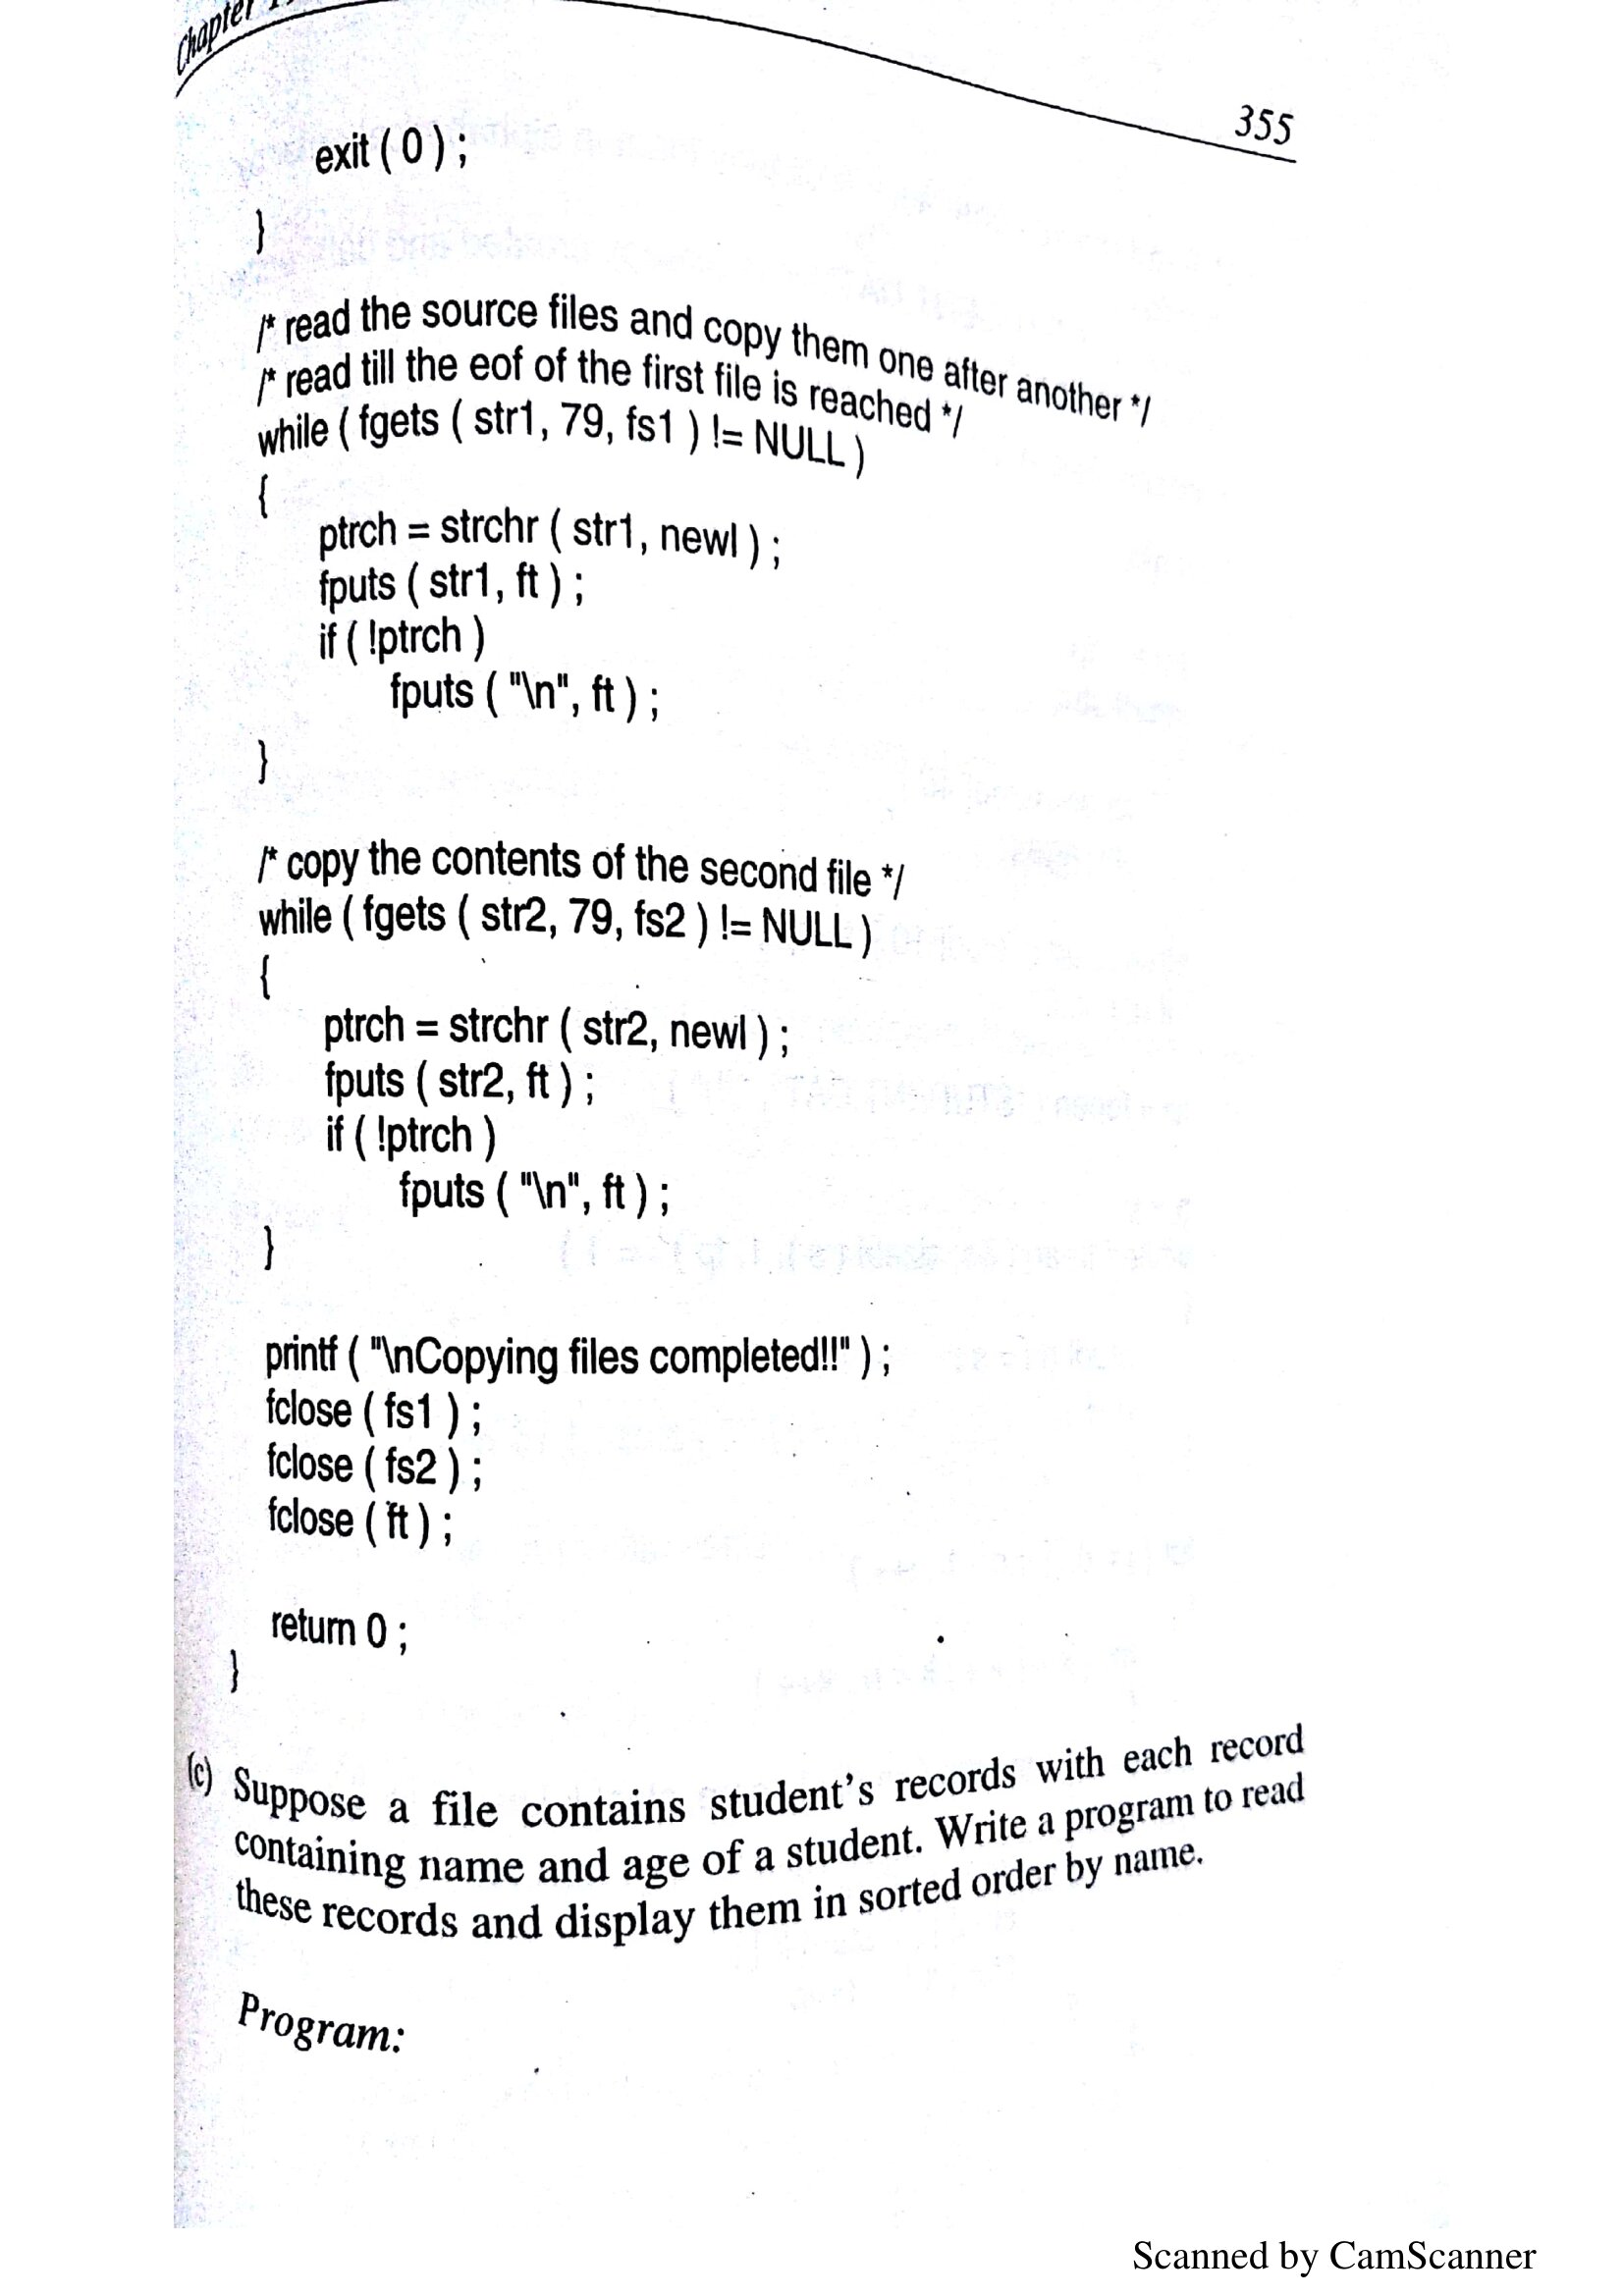 Chapter
355
exit ( 0 ) ;
}
/* read the source files and copy them one after another */
/* read till the eof of the first file is reached */
while ( fgets ( str1, 79, fs1 ) != NULL )
{
ptrch = strchr ( str1, newl ) ;
fputs ( str1, ft ) ;
if ( !ptrch )
fputs ( "\n", ft ) ;
}
/* copy the contents of the second file */
while ( fgets ( str2, 79, fs2 ) != NULL )
{
ptrch = strchr ( str2, newl ) ;
fputs ( str2, ft ) ;
if ( !ptrch )
fputs ( "\n", ft ) ;
}
printf ( "\nCopying files completed!!" ) ;
fclose ( fs1 ) ;
fclose ( fs2 ) ;
fclose ( ft ) ;
return 0 ;
}
(c) Suppose a file contains student's records with each record
containing name and age of a student. Write a program to read
these records and display them in sorted order by name.
Program:
Scanned by CamScanner